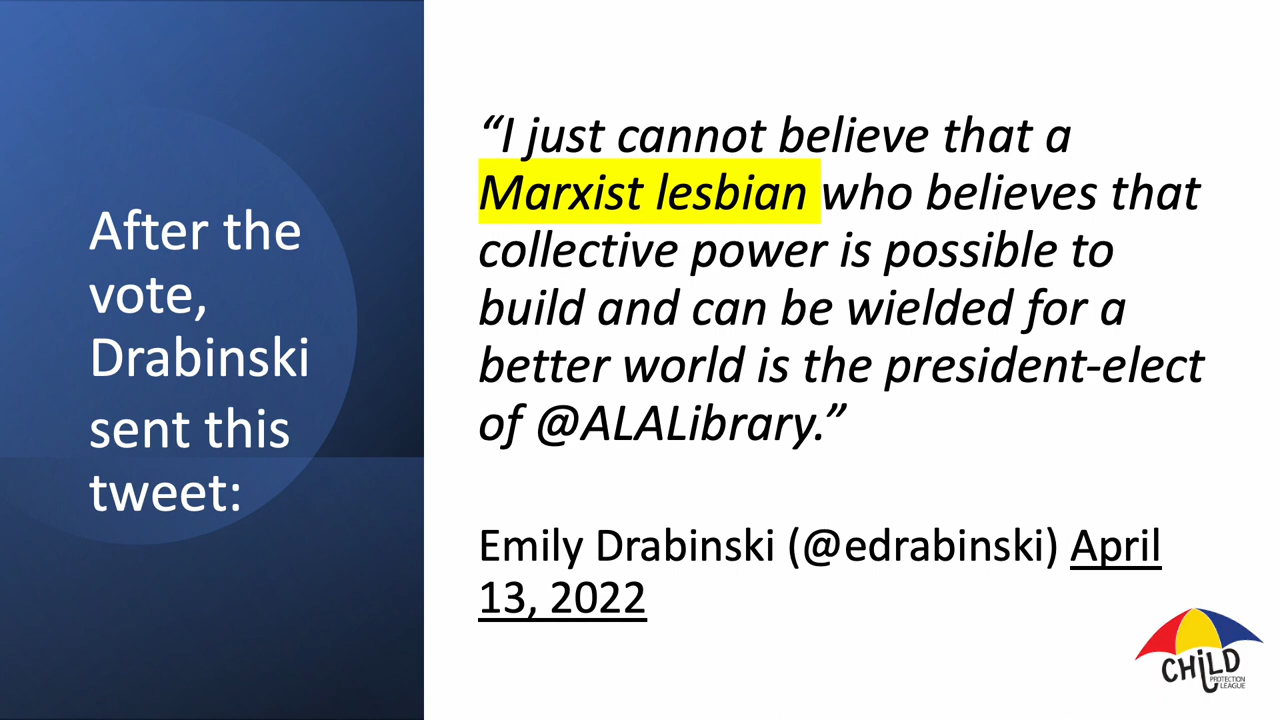 After the
vote,
Drabinski
sent this
tweet:
“I just cannot believe that a
Marxist lesbian who believes that
collective power is possible to
build and can be wielded for a
better world is the president-elect
of @ALALibrary.”
Emily Drabinski (@edrabinski) April
13, 2022
CHiLD
PROTECTION
LEAGUE